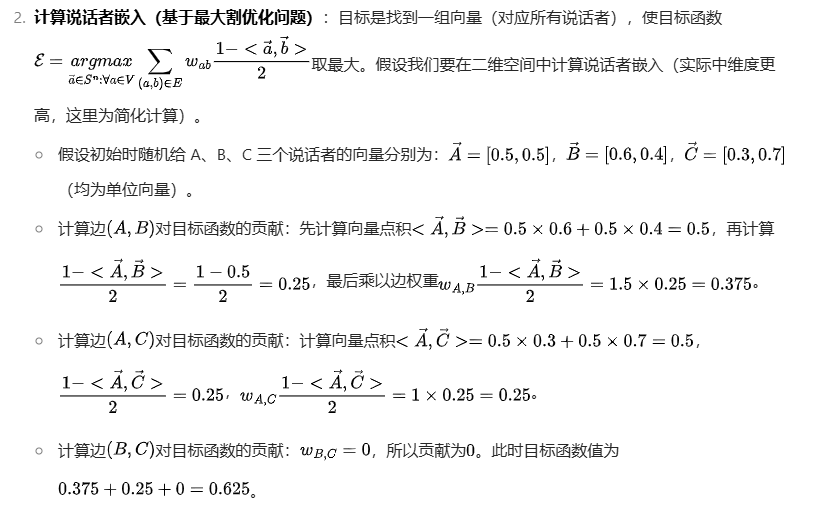 2. 计算说话者嵌入（基于最大割优化问题）：目标是找到一组向量（对应所有说话者），使目标函数
$\mathcal{E} = \underset{\vec{a} \in S^n : \forall a \in V}{argmax} \sum_{(a,b) \in E} w_{ab} \frac{1 - <\vec{a}, \vec{b}>}{2}$取最大。假设我们要在二维空间中计算说话者嵌入（实际中维度更
高，这里为简化计算）。
○ 假设初始时随机给 A、B、C 三个说话者的向量分别为：$\vec{A} = [0.5, 0.5]$，$\vec{B} = [0.6, 0.4]$，$\vec{C} = [0.3, 0.7]$
（均为单位向量）。
○ 计算边$(A, B)$对目标函数的贡献：先计算向量点积$<\vec{A}, \vec{B}> = 0.5 \times 0.6 + 0.5 \times 0.4 = 0.5$，再计算
$\frac{1 - <\vec{A}, \vec{B}>}{2} = \frac{1 - 0.5}{2} = 0.25$，最后乘以边权重$w_{A,B} \frac{1 - <\vec{A}, \vec{B}>}{2} = 1.5 \times 0.25 = 0.375$。
○ 计算边$(A, C)$对目标函数的贡献：计算向量点积$<\vec{A}, \vec{C}> = 0.5 \times 0.3 + 0.5 \times 0.7 = 0.5$，
$\frac{1 - <\vec{A}, \vec{C}>}{2} = 0.25$，$w_{A,C} \frac{1 - <\vec{A}, \vec{C}>}{2} = 1 \times 0.25 = 0.25$。
○ 计算边$(B, C)$对目标函数的贡献：$w_{B,C} = 0$，所以贡献为$0$。此时目标函数值为
$0.375 + 0.25 + 0 = 0.625$。